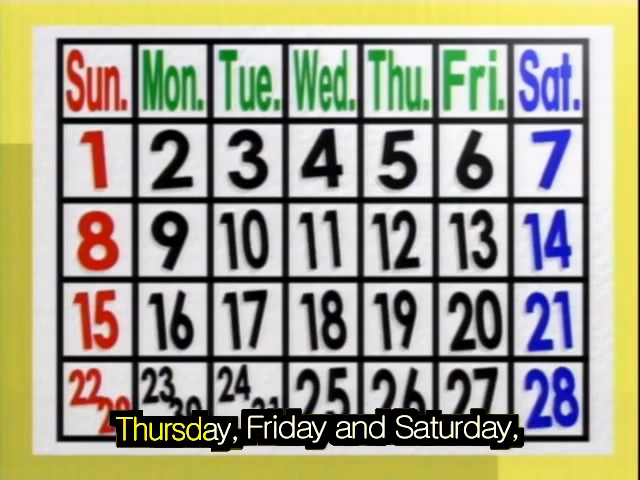 Sun. Mon. Tue. Wed. Thu. Fri. Sat.
1 2 3 4 5 6 7
8 9 10 11 12 13 14
15 16 17 18 19 20 21
22 23 24 25 26 27 28
Thursday, Friday and Saturday,